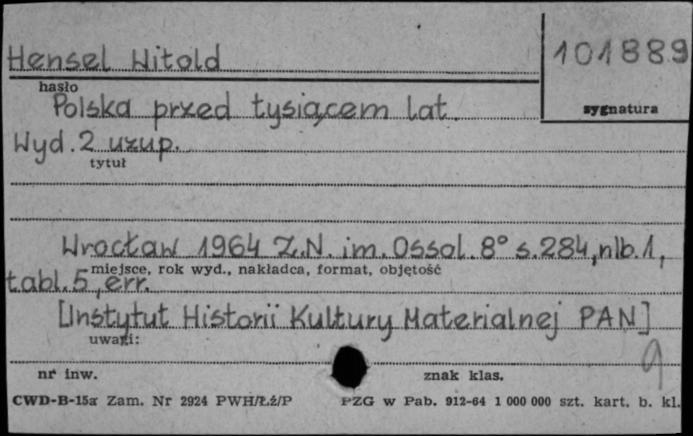 Hensel Witold
101889
hasło
sygnatura
Polska przed tysiącem lat.
Wyd. 2 uzup.
tytuł
Wrocław 1964 Z.N. im. Ossol. 8° s. 284, nlb. 1,
miejsce, rok wyd., nakładca, format, objętość
tabl. 5, err.
[Instytut Historii Kultury Materialnej PAN]
uwagi:
9
nr inw.
znak klas.
CWD-B-15a Zam. Nr 2924 PWH/Łź/P
PZG w Pab. 912-64 1 000 000 szt. kart. b. kl.